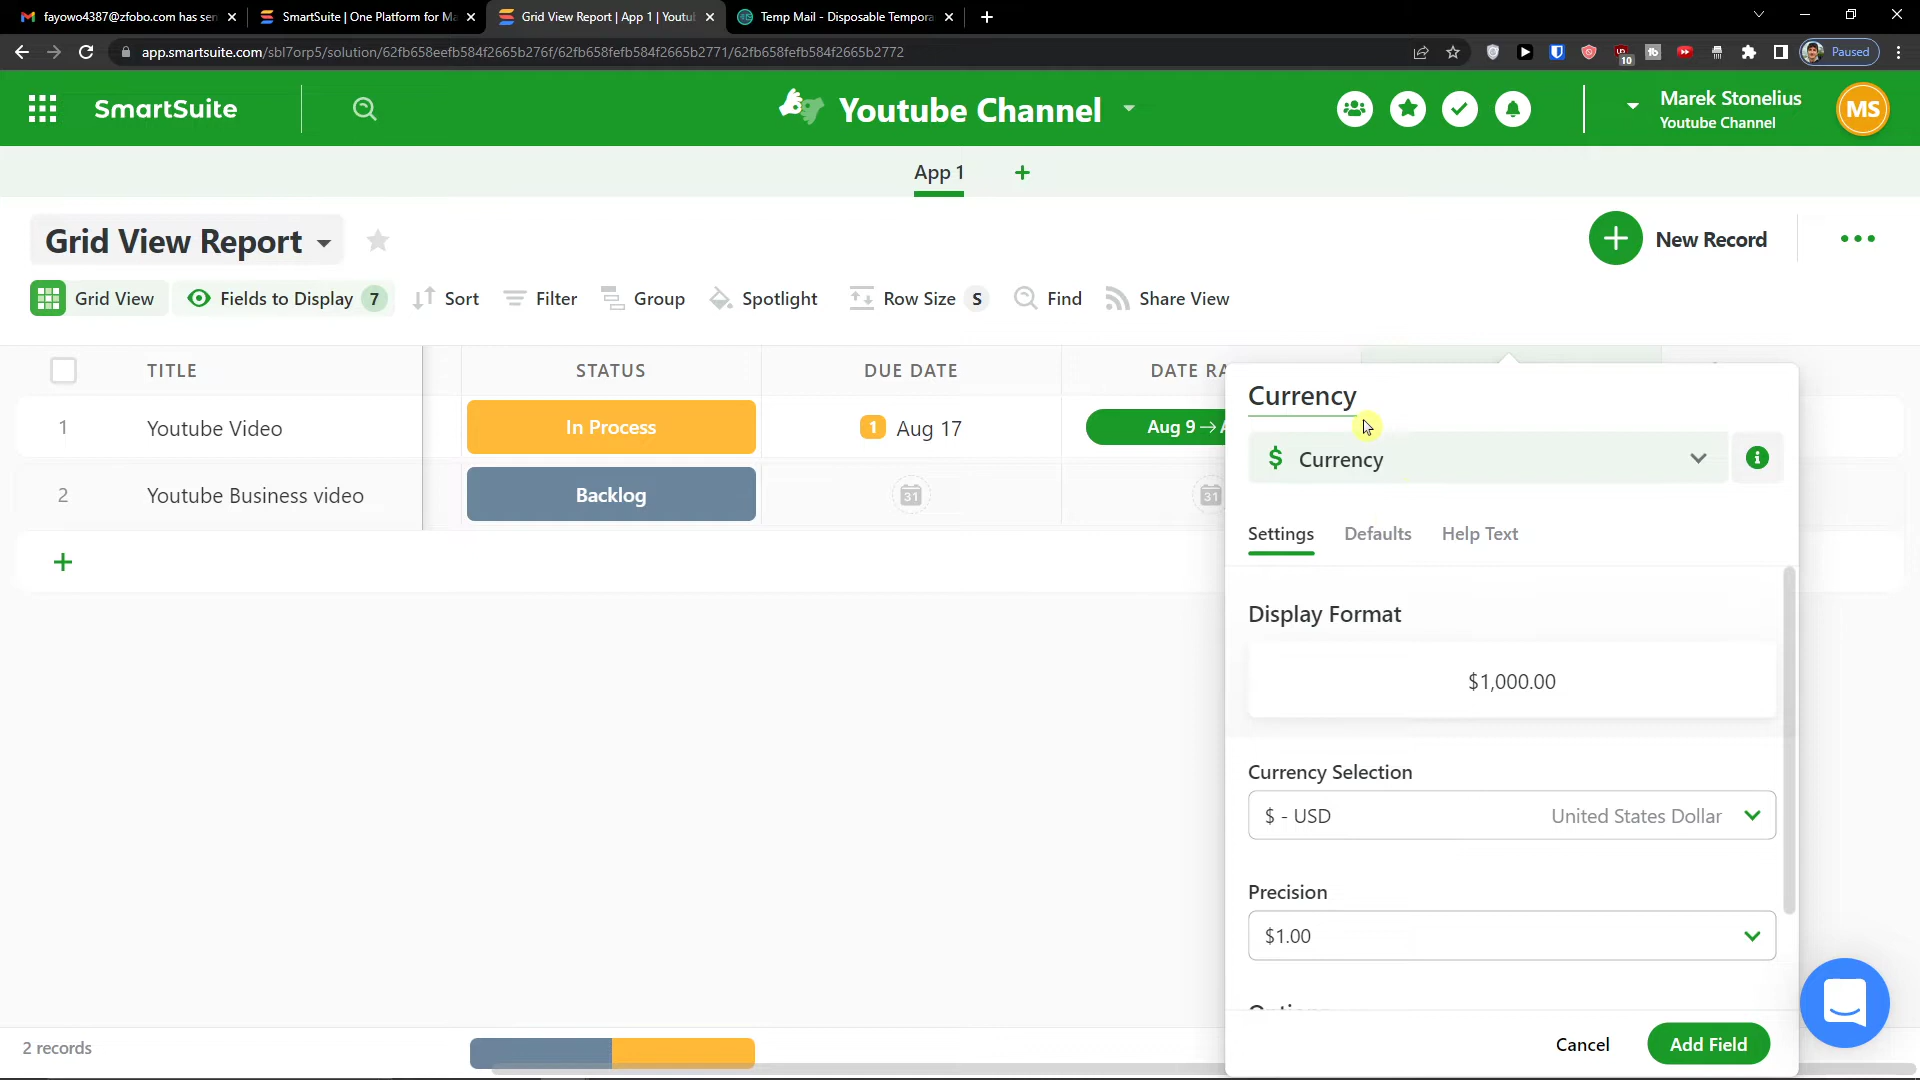 fayowo4387@zfobo.com has sen
SmartSuite | One Platform for Ma
Grid View Report | App 1 | Youtu
Temp Mail - Disposable Tempora
app.smartsuite.com/sbl7orp5/solution/62fb658eefb584f2665b276f/62fb658fefb584f2665b2771/62fb658fefb584f2665b2772
10
Paused
SmartSuite
Youtube Channel
Marek Stonelius
Youtube Channel
MS
App 1
Grid View Report
New Record
Grid View
Fields to Display 7
Sort
Filter
Group
Spotlight
Row Size S
Find
Share View
TITLE
STATUS
DUE DATE
DATE RA
1
Youtube Video
In Process
1 Aug 17
Aug 9 → A
2
Youtube Business video
Backlog
31
31
Currency
$ Currency
Settings
Defaults
Help Text
Display Format
$1,000.00
Currency Selection
$ - USD
United States Dollar
Precision
$1.00
Cancel
Add Field
2 records